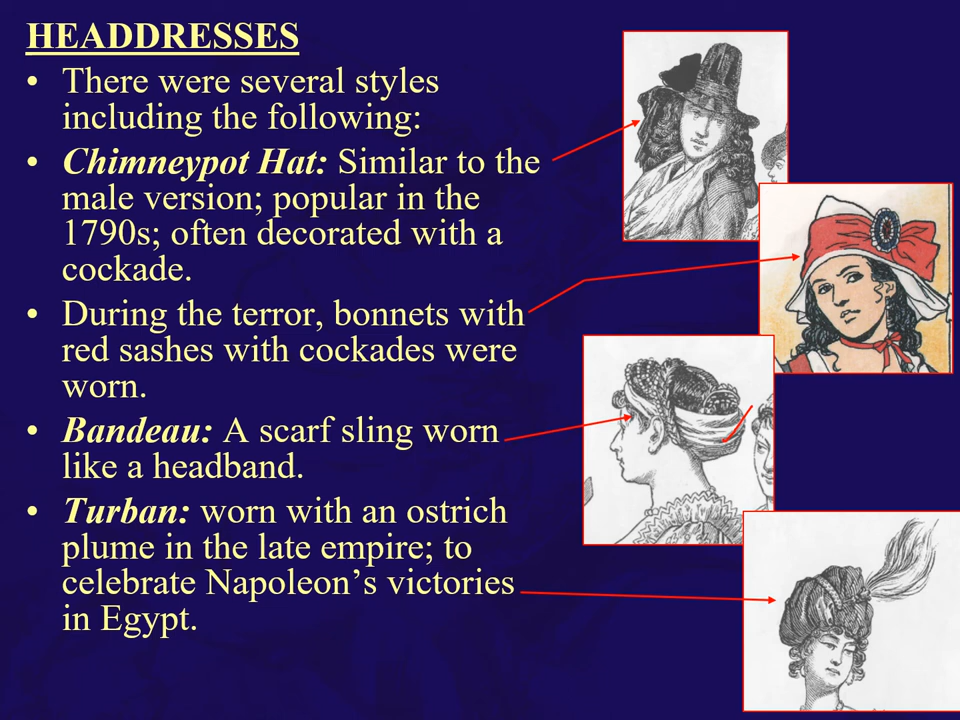 HEADDRESSES
• There were several styles
including the following:
• Chimneypot Hat: Similar to the
male version; popular in the
1790s; often decorated with a
cockade.
• During the terror, bonnets with
red sashes with cockades were
worn.
• Bandeau: A scarf sling worn
like a headband.
• Turban: worn with an ostrich
plume in the late empire; to
celebrate Napoleon’s victories
in Egypt.